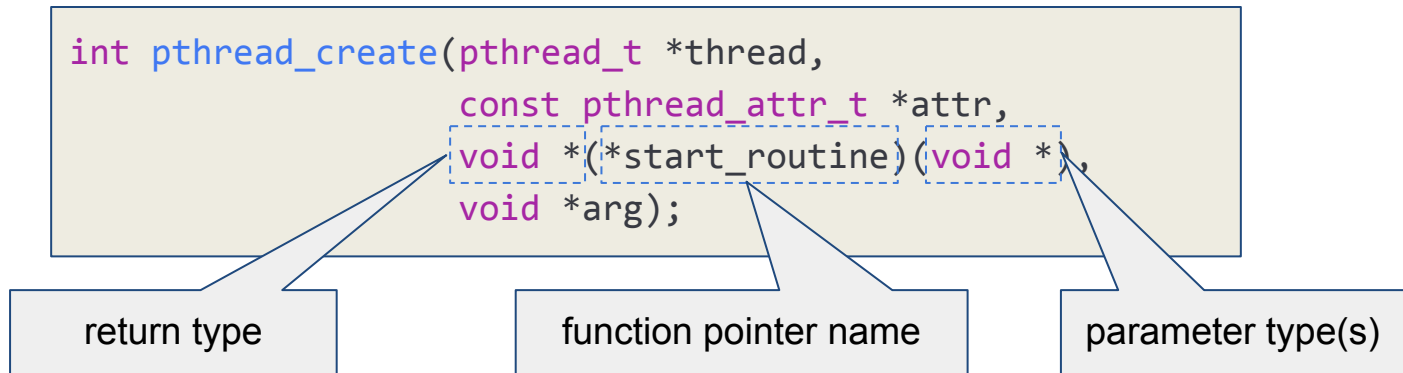 int pthread_create(pthread_t *thread,
const pthread_attr_t *attr,
void *(*start_routine)(void *),
void *arg);
return type
function pointer name
parameter type(s)